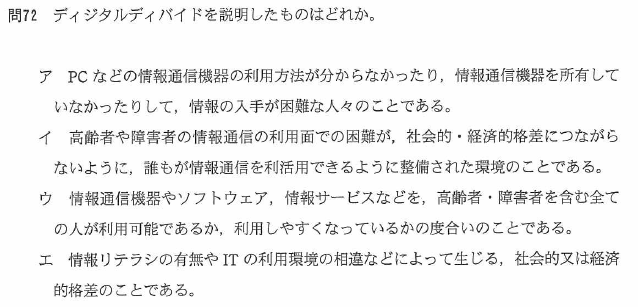 問72 ディジタルディバイドを説明したものはどれか。
ア PCなどの情報通信機器の利用方法が分からなかったり，情報通信機器を所有して
いなかったりして，情報の入手が困難な人々のことである。
イ 高齢者や障害者の情報通信の利用面での困難が，社会的・経済的格差につながら
ないように，誰もが情報通信を利活用できるように整備された環境のことである。
ウ 情報通信機器やソフトウェア，情報サービスなどを，高齢者・障害者を含む全て
の人が利用可能であるか，利用しやすくなっているかの度合いのことである。
エ 情報リテラシの有無やITの利用環境の相違などによって生じる，社会的又は経済
的格差のことである。